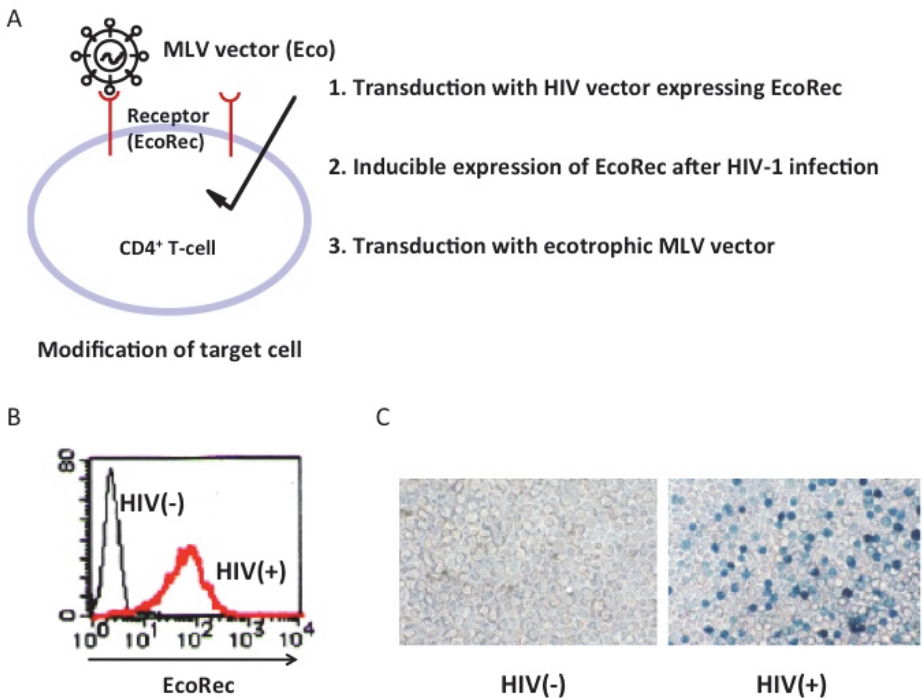 A
MLV vector (Eco)
Receptor
(EcoRec)
CD4⁺ T-cell
Modification of target cell
1. Transduction with HIV vector expressing EcoRec
2. Inducible expression of EcoRec after HIV-1 infection
3. Transduction with ecotrophic MLV vector
B
80
0
HIV(-)
HIV(+)
10⁰ 10¹ 10² 10³ 10⁴
EcoRec
C
HIV(-)
HIV(+)